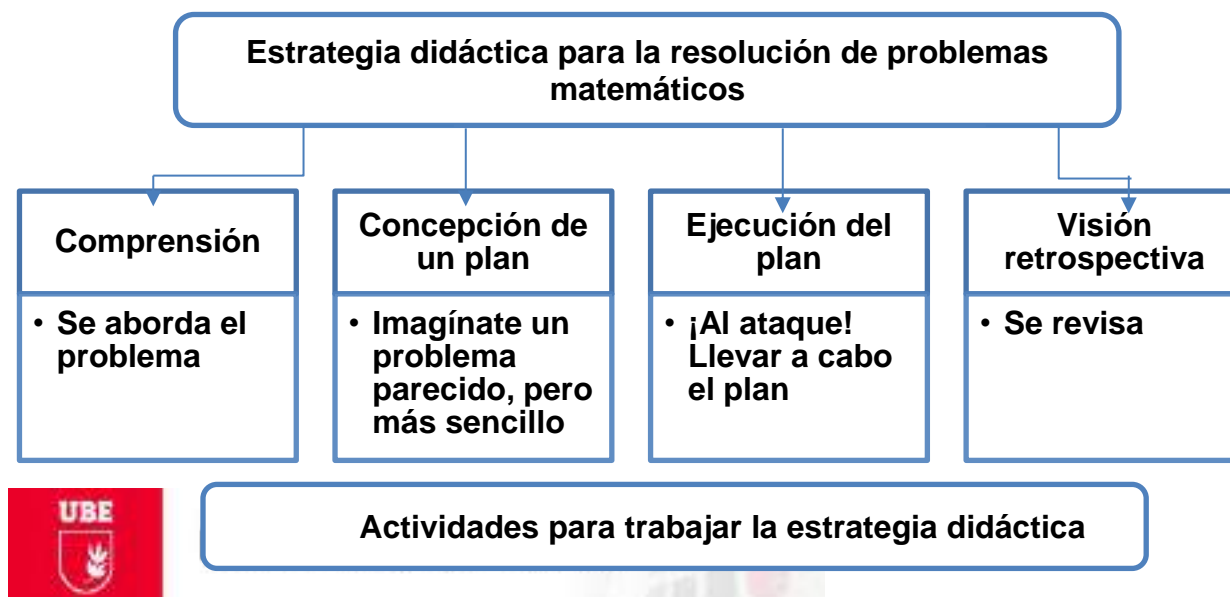 Estrategia didáctica para la resolución de problemas
matemáticos
Comprensión
• Se aborda el
problema
Concepción de
un plan
• Imagínate un
problema
parecido, pero
más sencillo
Ejecución del
plan
• ¡Al ataque!
Llevar a cabo
el plan
Visión
retrospectiva
• Se revisa
UBE
Actividades para trabajar la estrategia didáctica